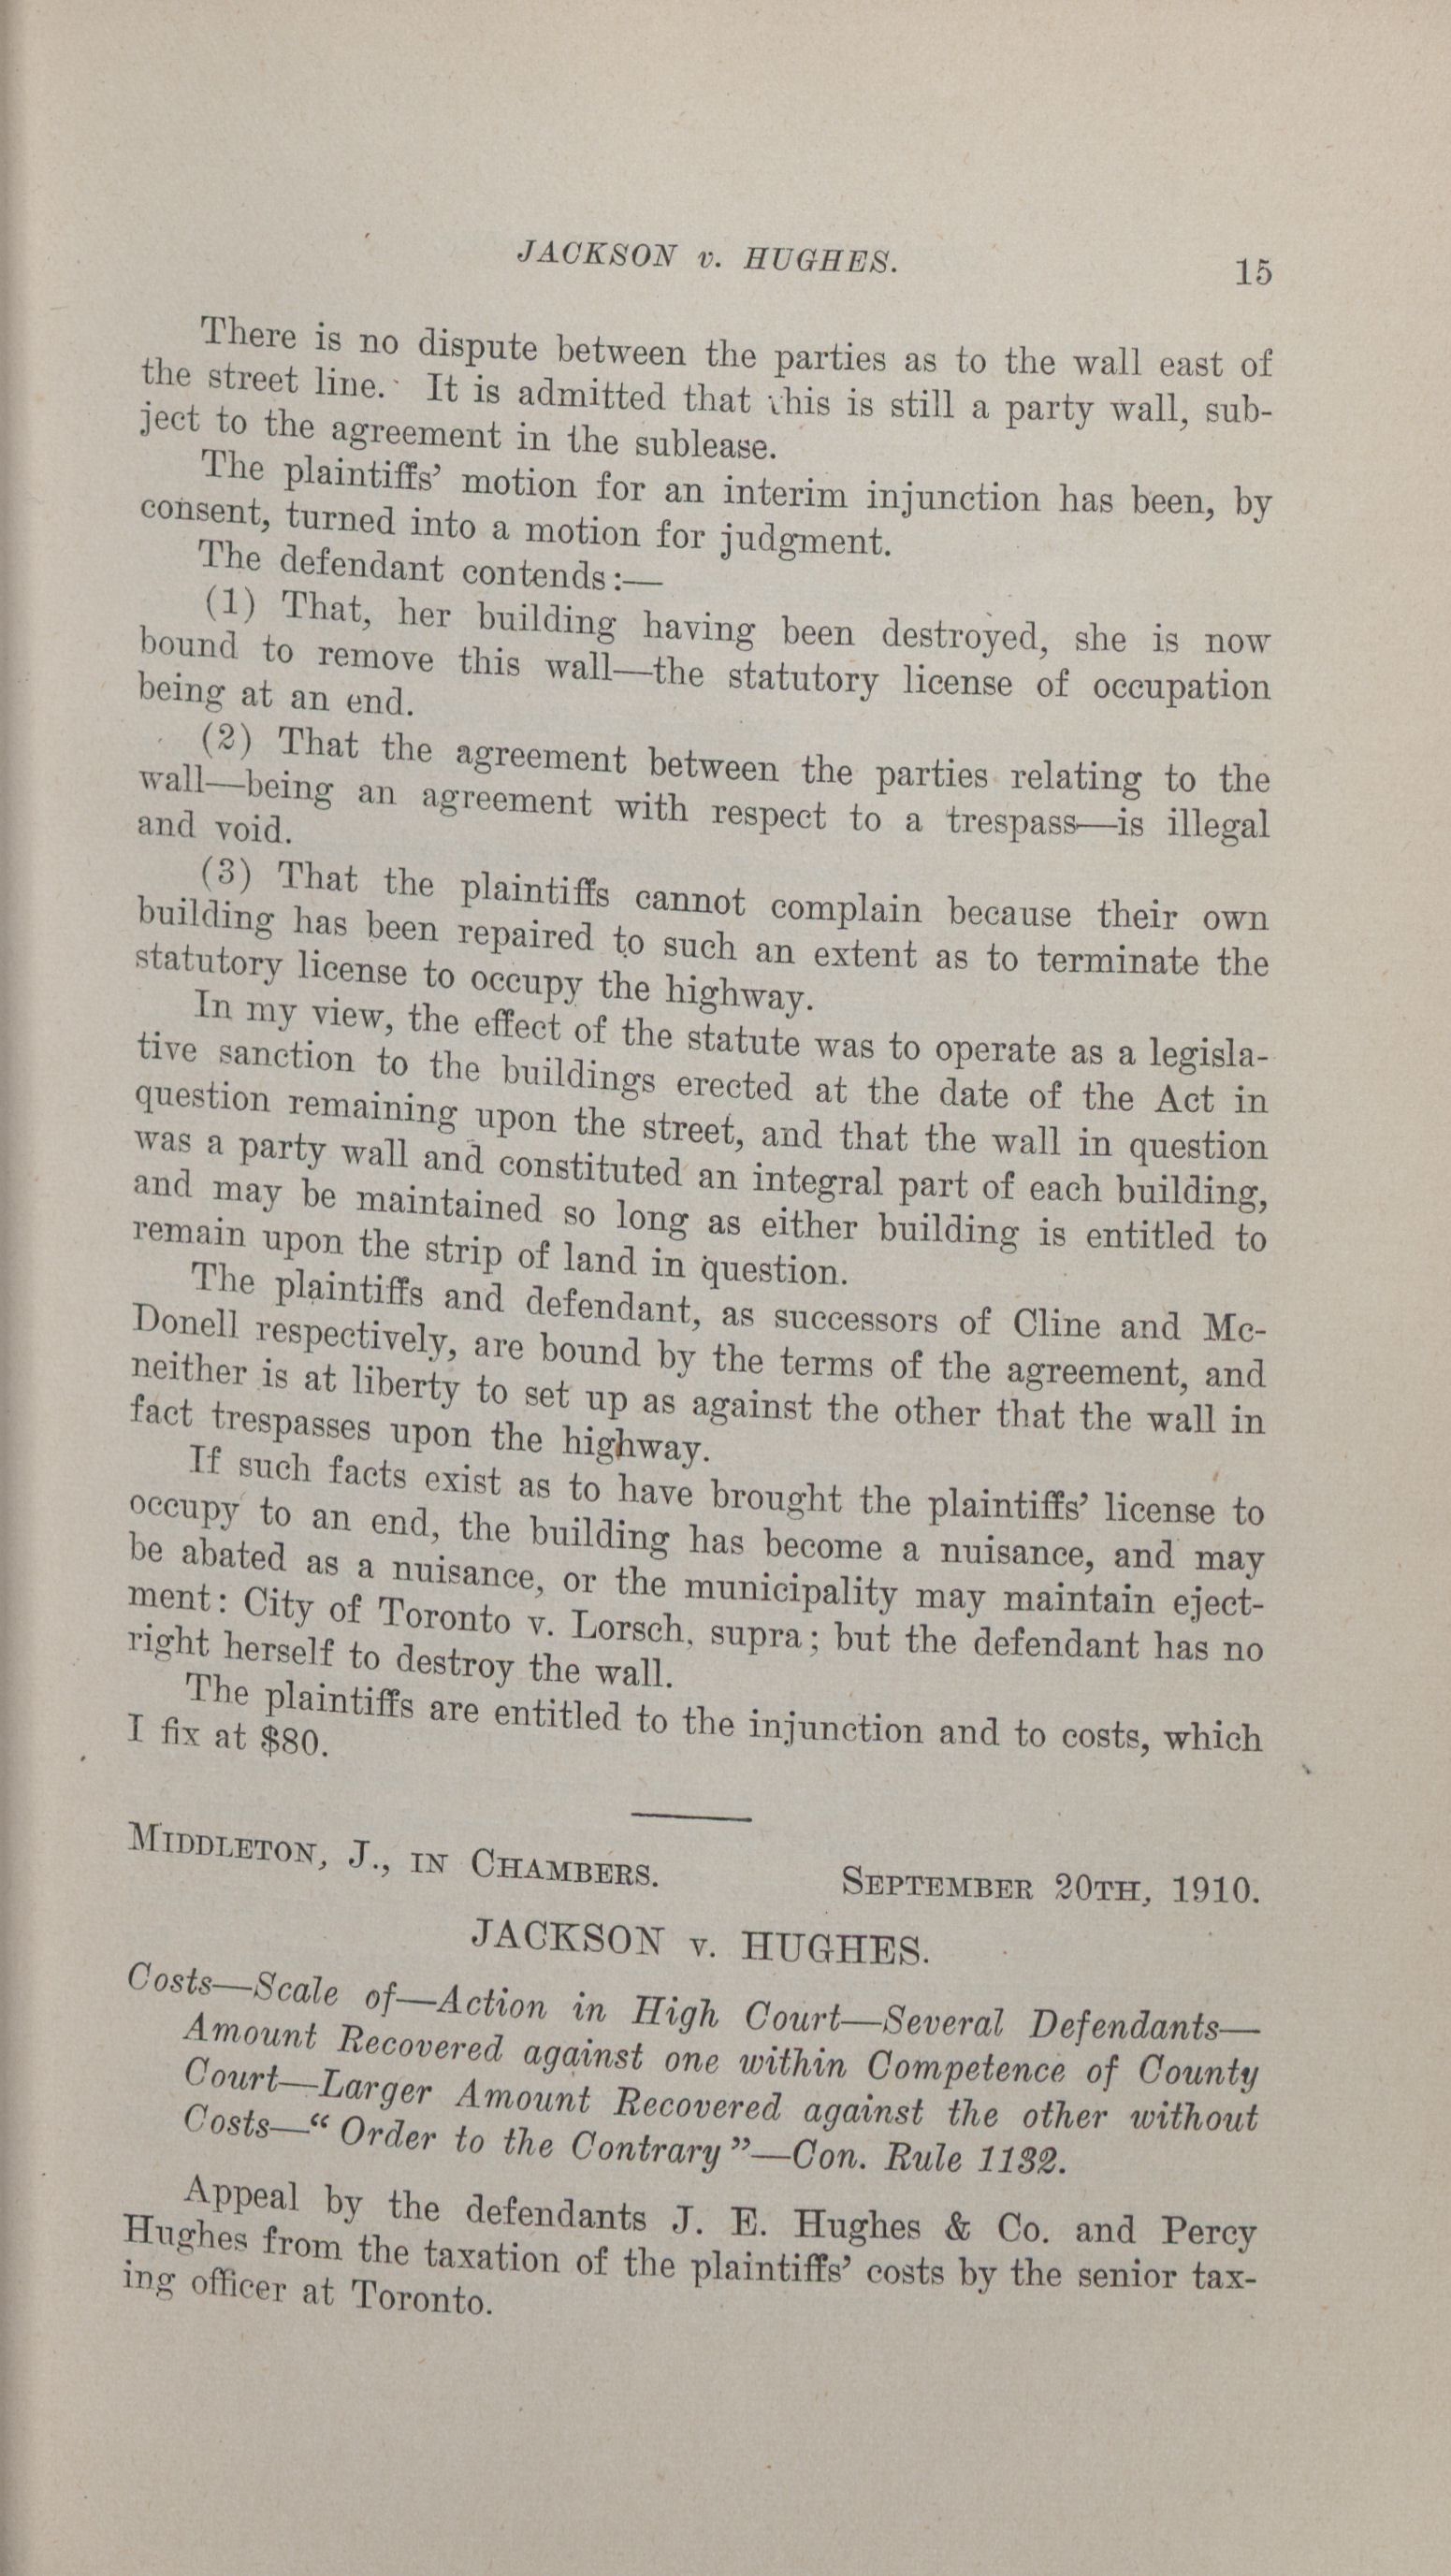 JACKSON v. HUGHES.
15
There is no dispute between the parties as to the wall east of
the street line. It is admitted that this is still a party wall, sub-
ject to the agreement in the sublease.
The plaintiffs' motion for an interim injunction has been, by
consent, turned into a motion for judgment.
The defendant contends:—
(1) That, her building having been destroyed, she is now
bound to remove this wall—the statutory license of occupation
being at an end.
(2) That the agreement between the parties relating to the
wall—being an agreement with respect to a trespass—is illegal
and void.
(3) That the plaintiffs cannot complain because their own
building has been repaired to such an extent as to terminate the
statutory license to occupy the highway.
In my view, the effect of the statute was to operate as a legisla-
tive sanction to the buildings erected at the date of the Act in
question remaining upon the street, and that the wall in question
was a party wall and constituted an integral part of each building,
and may be maintained so long as either building is entitled to
remain upon the strip of land in question.
The plaintiffs and defendant, as successors of Cline and Mc-
Donell respectively, are bound by the terms of the agreement, and
neither is at liberty to set up as against the other that the wall in
fact trespasses upon the highway.
If such facts exist as to have brought the plaintiffs' license to
occupy to an end, the building has become a nuisance, and may
be abated as a nuisance, or the municipality may maintain eject-
ment: City of Toronto v. Lorsch, supra; but the defendant has no
right herself to destroy the wall.
The plaintiffs are entitled to the injunction and to costs, which
I fix at $80.
MIDDLETON, J., IN CHAMBERS.
SEPTEMBER 20TH, 1910.
JACKSON v. HUGHES.
Costs—Scale of—Action in High Court—Several Defendants—
Amount Recovered against one within Competence of County
Court—Larger Amount Recovered against the other without
Costs—"Order to the Contrary"—Con. Rule 1132.
Appeal by the defendants J. E. Hughes & Co. and Percy
Hughes from the taxation of the plaintiffs' costs by the senior tax-
ing officer at Toronto.